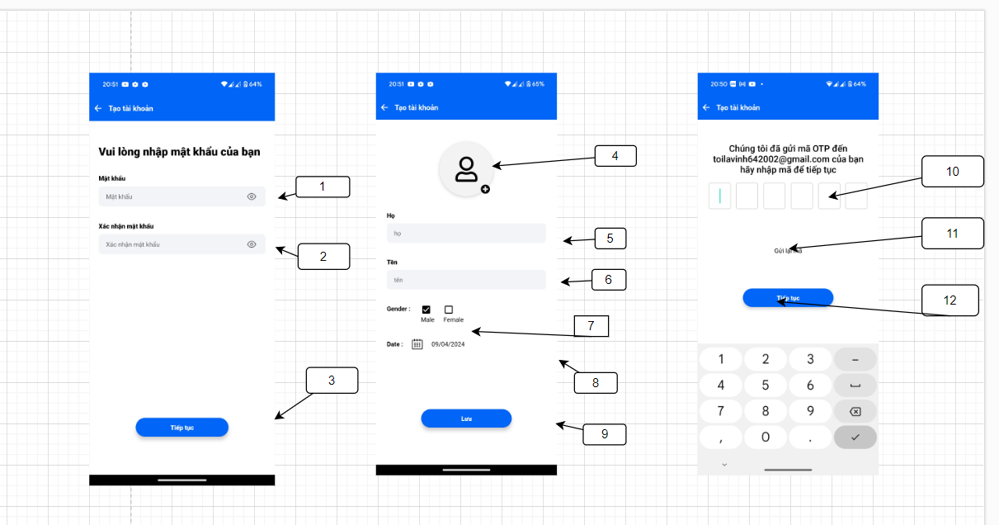 20:51
64%
Tạo tài khoản
Vui lòng nhập mật khẩu của bạn
Mật khẩu
Mật khẩu
Xác nhận mật khẩu
Xác nhận mật khẩu
Tiếp tục
1
2
3
20:51
65%
Tạo tài khoản
Họ
họ
Tên
tên
Gender :
Male
Female
Date :
09/04/2024
Lưu
4
5
6
7
8
9
20:50
64%
Tạo tài khoản
Chúng tôi đã gửi mã OTP đến
toilavinh642002@gmail.com của bạn
hãy nhập mã để tiếp tục
Gửi lại mã
Tiếp tục
10
11
12
1 2 3 –
4 5 6
7 8 9
, 0 .